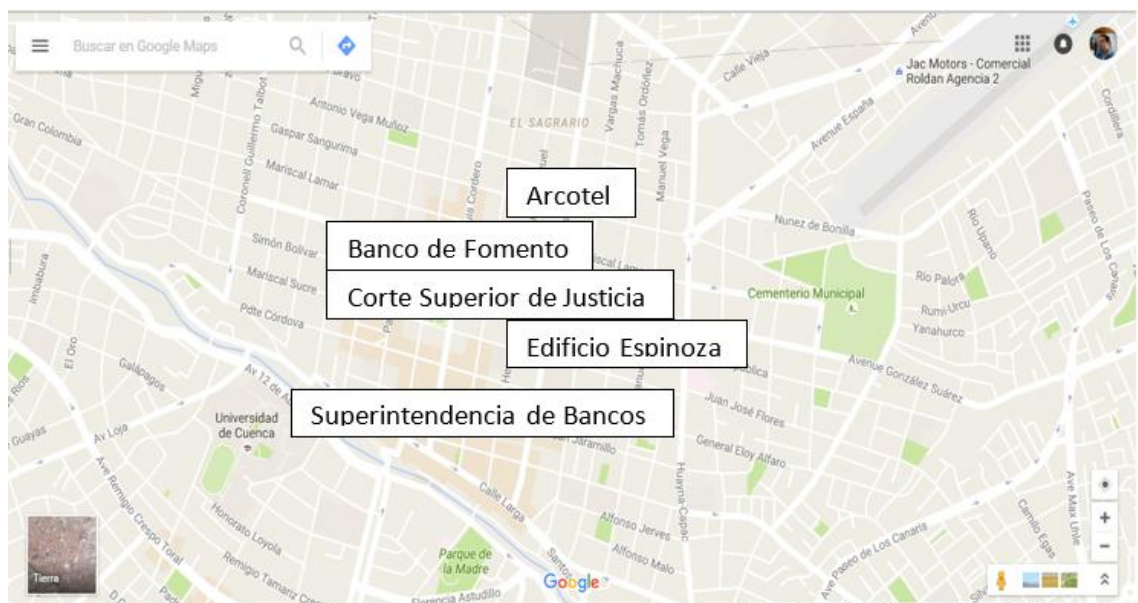 Buscar en Google Maps
Jac Motors - Comercial
Roldan Agencia 2
Calle Vieja
Avenue España
Cordillera
Vargas Machuca
Tomás Ordóñez
Antonio Vega Muñoz
EL SAGRARIO
Gran Colombia
Gaspar Sangurima
Coronel Guillermo Talbot
Manuel Vega
Mariscal Lamar
Arcotel
Paseo de Los Cañaris
Nunez de Bonilla
Río Upano
Simón Bolívar
Banco de Fomento
Mariscal Sucre
Corte Superior de Justicia
Imbabura
Río Palora
Cementerio Municipal
Rumi-Urcu
Pdte Córdova
Yanahurco
Edificio Espinoza
El Oro
Galápagos
Avenue González Suárez
Superintendencia de Bancos
Juan José Flores
Universidad
de Cuenca
Guayas
Av Loja
General Eloy Alfaro
Huayna Capac
Ave Max Uhle
Calle Larga
Ave Remigio Crespo Toral
Honorato Loyola
Alfonso Jerves
Camilo Egas
Ave Paseo de Los Cañaris
Parque de
la Madre
Alfonso Malo
Tierra
Remigio Tamariz
Google
Florencia Astudillo